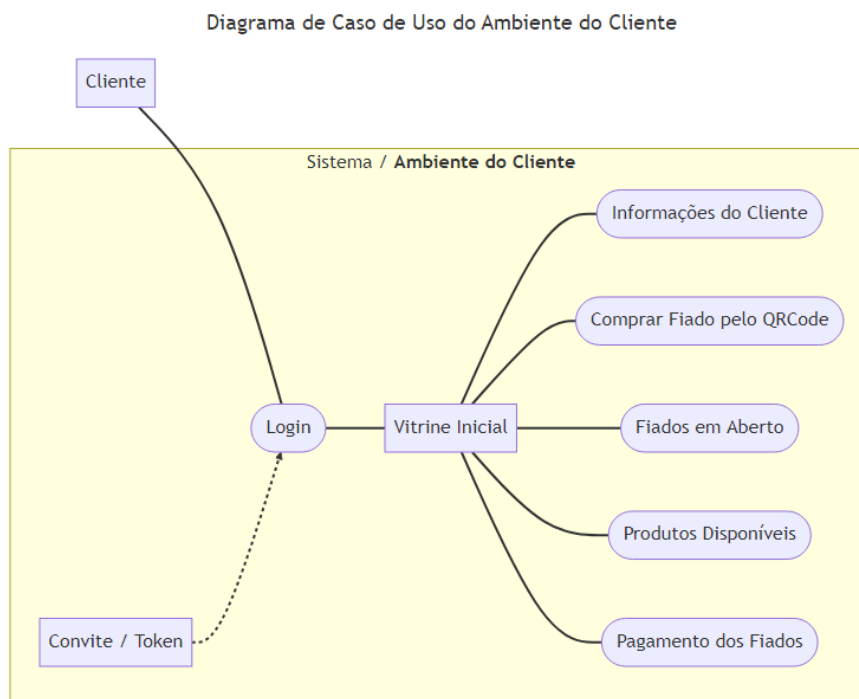 Diagrama de Caso de Uso do Ambiente do Cliente
Cliente
Sistema / Ambiente do Cliente
Informações do Cliente
Comprar Fiado pelo QRCode
Login
Vitrine Inicial
Fiados em Aberto
Produtos Disponíveis
Convite / Token
Pagamento dos Fiados